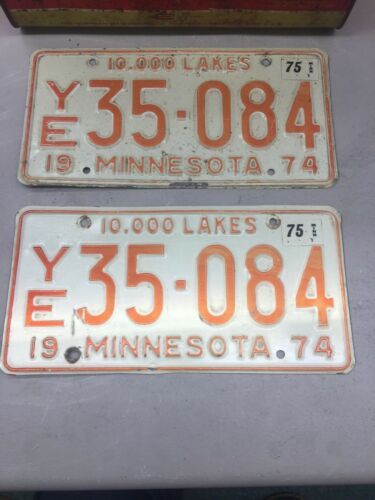 10.000 LAKES 75
YE 35·084
19 MINNESOTA 74
10.000 LAKES 75
YE 35·084
19 MINNESOTA 74